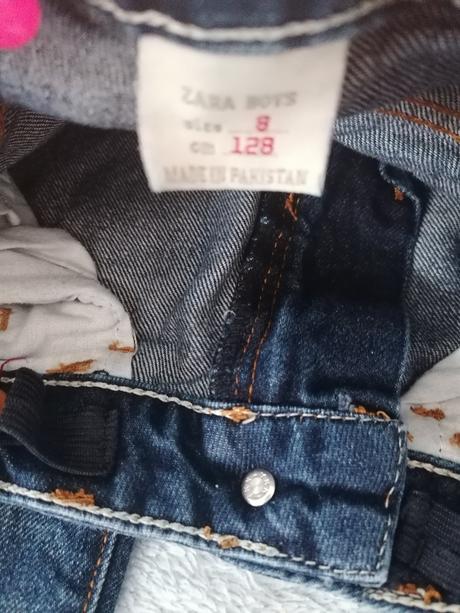 ZARA BOYS
size 8
cm 128
MADE IN PAKISTAN